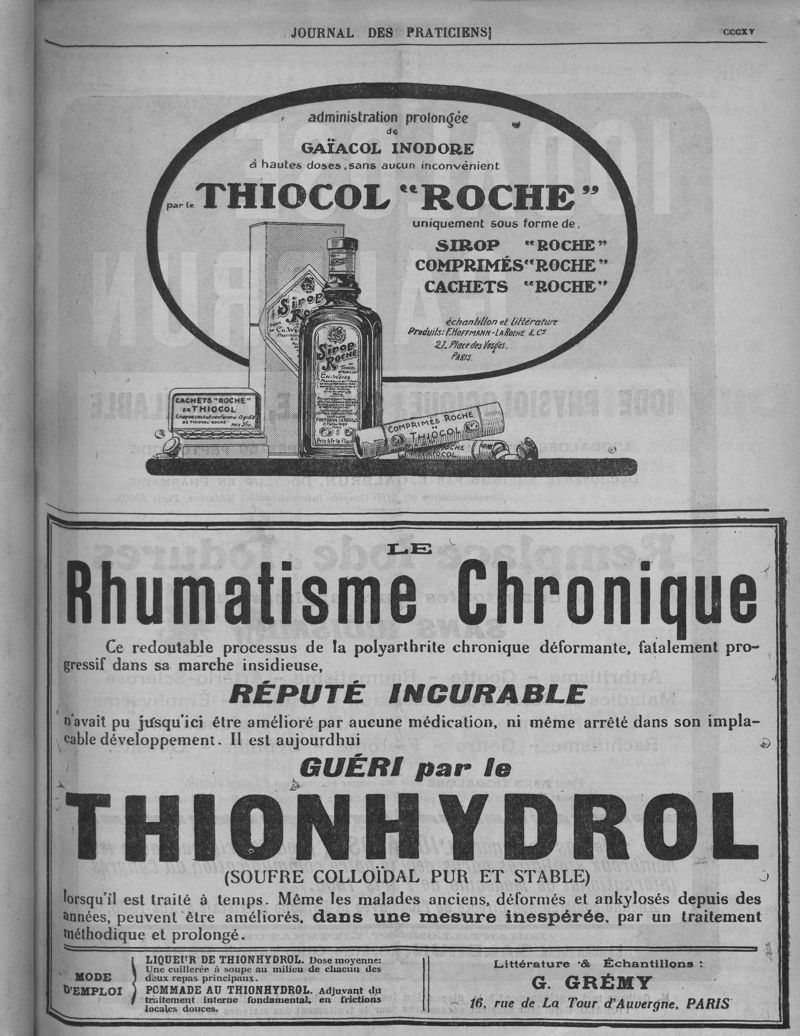 JOURNAL DES PRATICIENS
CCCXV
administration prolongée
de
GAÏACOL INODORE
à hautes doses, sans aucun inconvénient
par le THIOCOL "ROCHE"
uniquement sous forme de,
SIROP "ROCHE"
COMPRIMÉS "ROCHE"
CACHETS "ROCHE"
échantillon et littérature
Produits: F. HOFFMANN-LA ROCHE & Cie
21, Place des Vosges.
PARIS.
Sirop
Roche
Sirop
ROCHE
CACHETS "ROCHE"
DE THIOCOL
COMPRIMÉS ROCHE
THIOCOL
LE
Rhumatisme Chronique
Ce redoutable processus de la polyarthrite chronique déformante, fatalement pro-
gressif dans sa marche insidieuse,
RÉPUTÉ INCURABLE
n'avait pu jusqu'ici être amélioré par aucune médication, ni même arrêté dans son impla-
cable développement. Il est aujourdhui
GUÉRI par le
THIONHYDROL
(SOUFRE COLLOÏDAL PUR ET STABLE)
lorsqu'il est traité à temps. Même les malades anciens, déformés et ankylosés depuis des
années, peuvent être améliorés, dans une mesure inespérée, par un traitement
méthodique et prolongé.
MODE
D'EMPLOI
LIQUEUR DE THIONHYDROL. Dose moyenne:
Une cuillerée à soupe au milieu de chacun des
deux repas principaux.
POMMADE AU THIONHYDROL. Adjuvant du
traitement interne fondamental, en frictions
locales douces.
Littérature & Échantillons :
G. GRÉMY
16, rue de La Tour d'Auvergne, PARIS